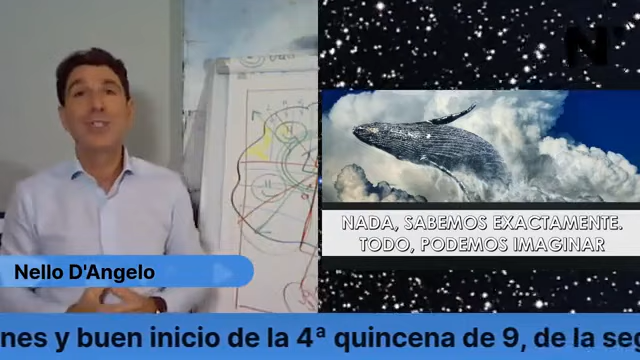 NADA, SABEMOS EXACTAMENTE.
TODO, PODEMOS IMAGINAR
Nello D'Angelo
nes y buen inicio de la 4ª quincena de 9, de la seg